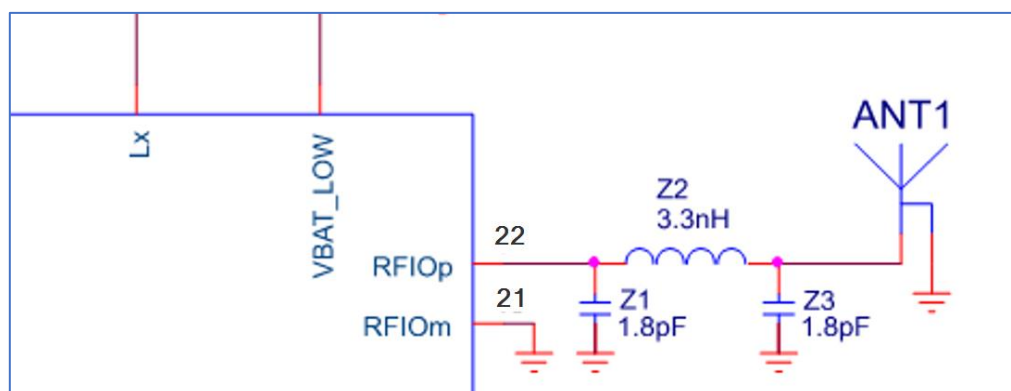 Lx
VBAT_LOW
ANT1
Z2
3.3nH
22
RFIOp
21
RFIOm
Z1
1.8pF
Z3
1.8pF